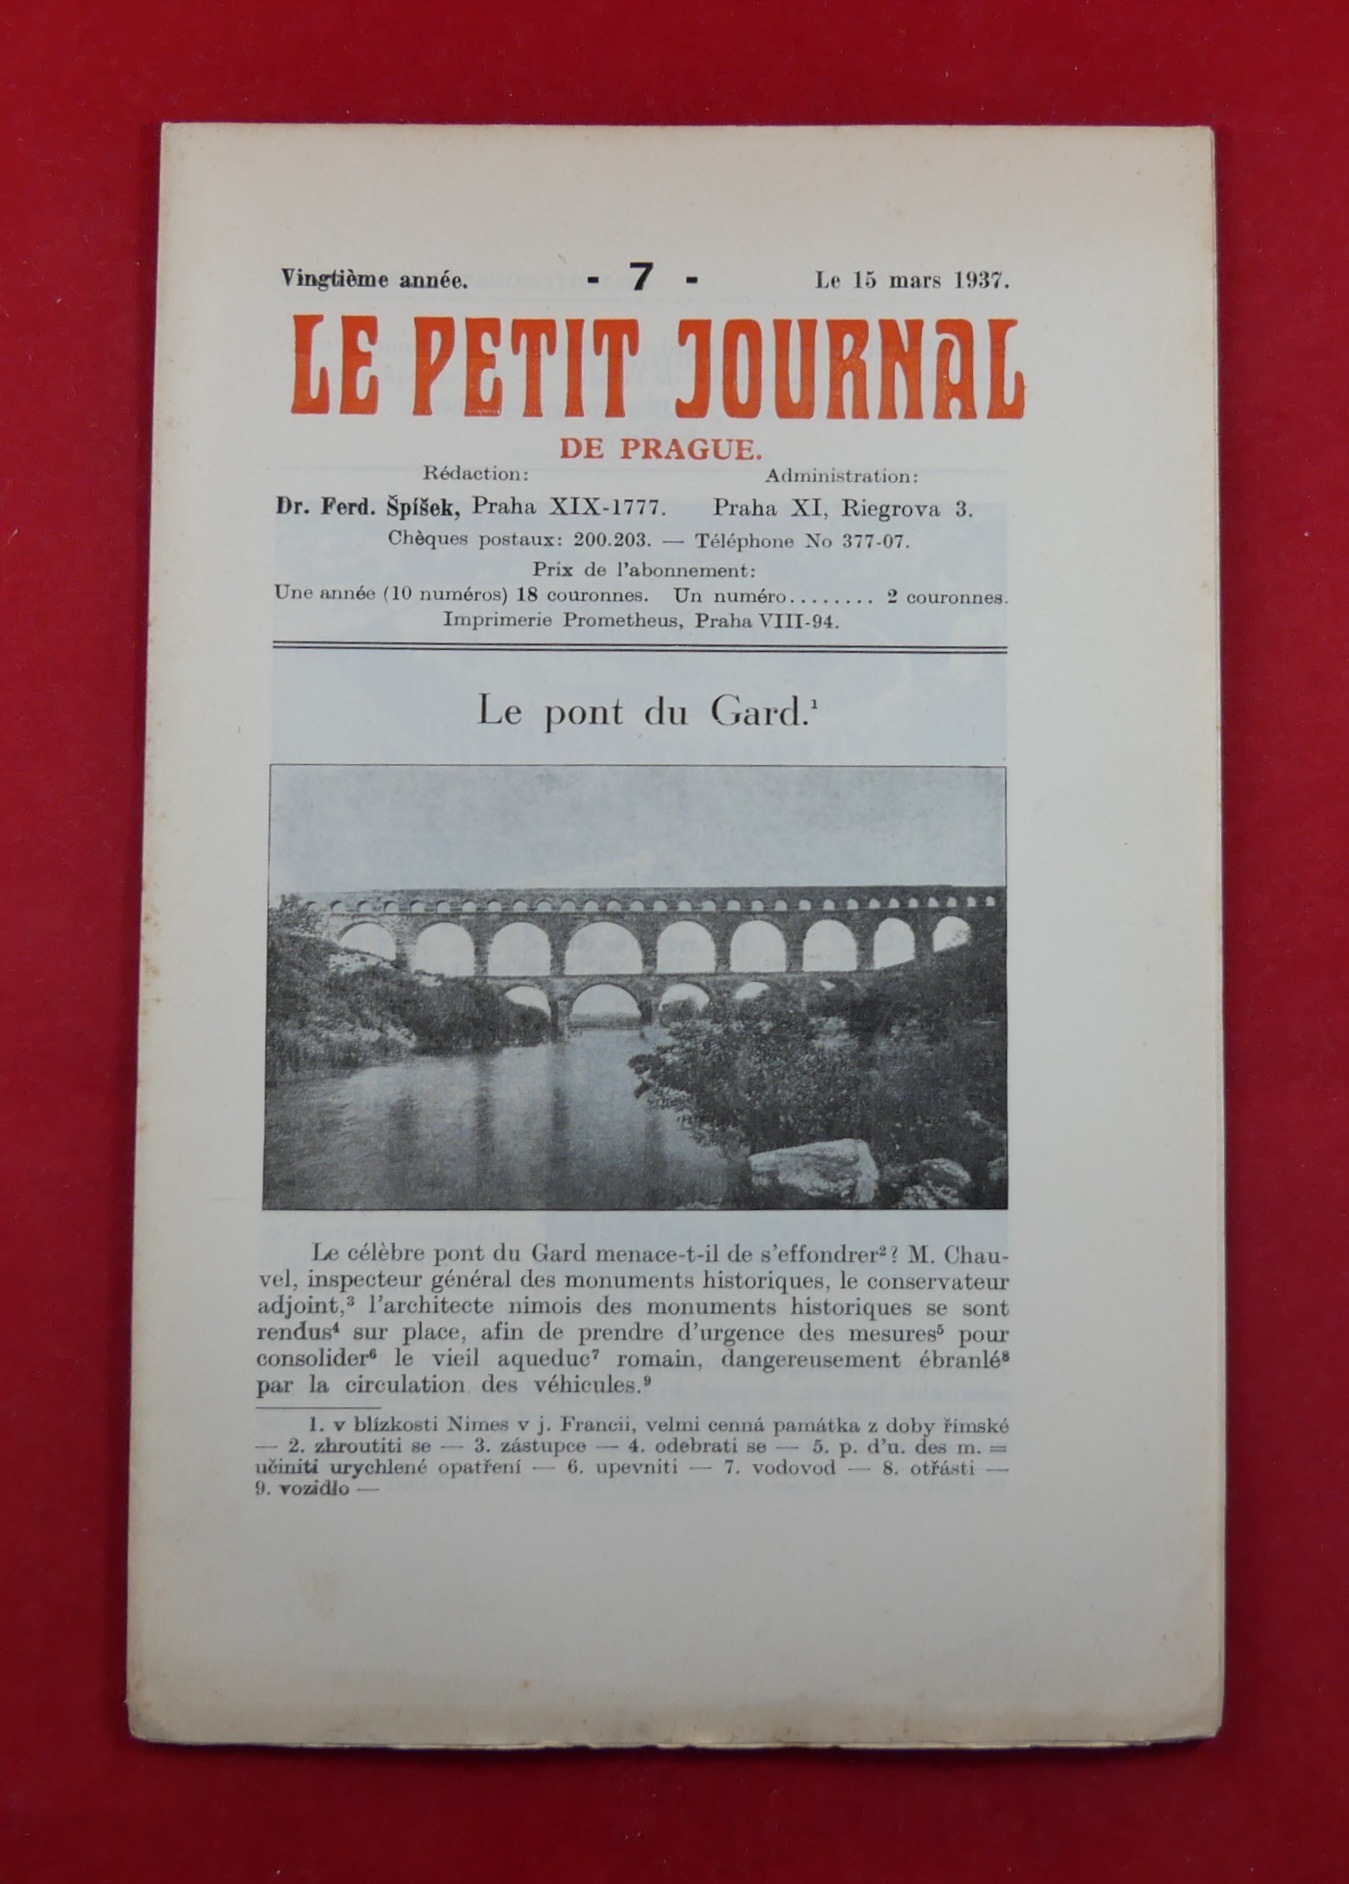 Vingtième année.
- 7 -
Le 15 mars 1937.
LE PETIT JOURNAL
DE PRAGUE.
Rédaction:
Administration:
Dr. Ferd. Špíšek, Praha XIX-1777.
Praha XI, Riegrova 3.
Chèques postaux: 200.203. — Téléphone No 377-07.
Prix de l'abonnement:
Une année (10 numéros) 18 couronnes. Un numéro........ 2 couronnes.
Imprimerie Prometheus, Praha VIII-94.
Le pont du Gard.¹
Le célèbre pont du Gard menace-t-il de s'effondrer²? M. Chau-
vel, inspecteur général des monuments historiques, le conservateur
adjoint,³ l'architecte nimois des monuments historiques se sont
rendus⁴ sur place, afin de prendre d'urgence des mesures⁵ pour
consolider⁶ le vieil aqueduc⁷ romain, dangereusement ébranlé⁸
par la circulation des véhicules.⁹
1. v blízkosti Nimes v j. Francii, velmi cenná památka z doby římské
— 2. zhroutiti se — 3. zástupce — 4. odebrati se — 5. p. d'u. des m. =
učiniti urychlené opatření — 6. upevniti — 7. vodovod — 8. otřásti —
9. vozidlo —